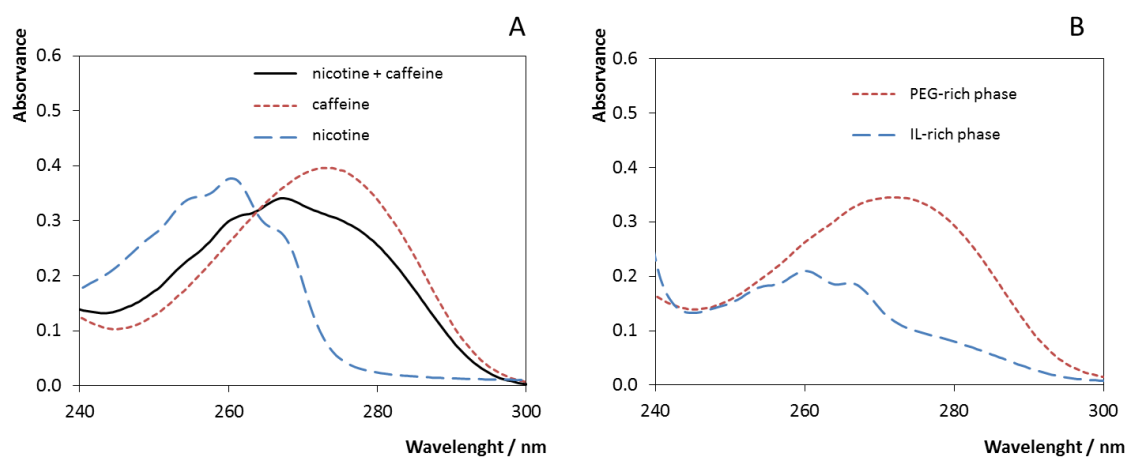 A
Absorvance
0.6
0.5
0.4
0.3
0.2
0.1
0.0
nicotine + caffeine
caffeine
nicotine
240
260
280
300
Wavelenght / nm
B
Absorvance
0.6
0.5
0.4
0.3
0.2
0.1
0.0
PEG-rich phase
IL-rich phase
240
260
280
300
Wavelenght / nm